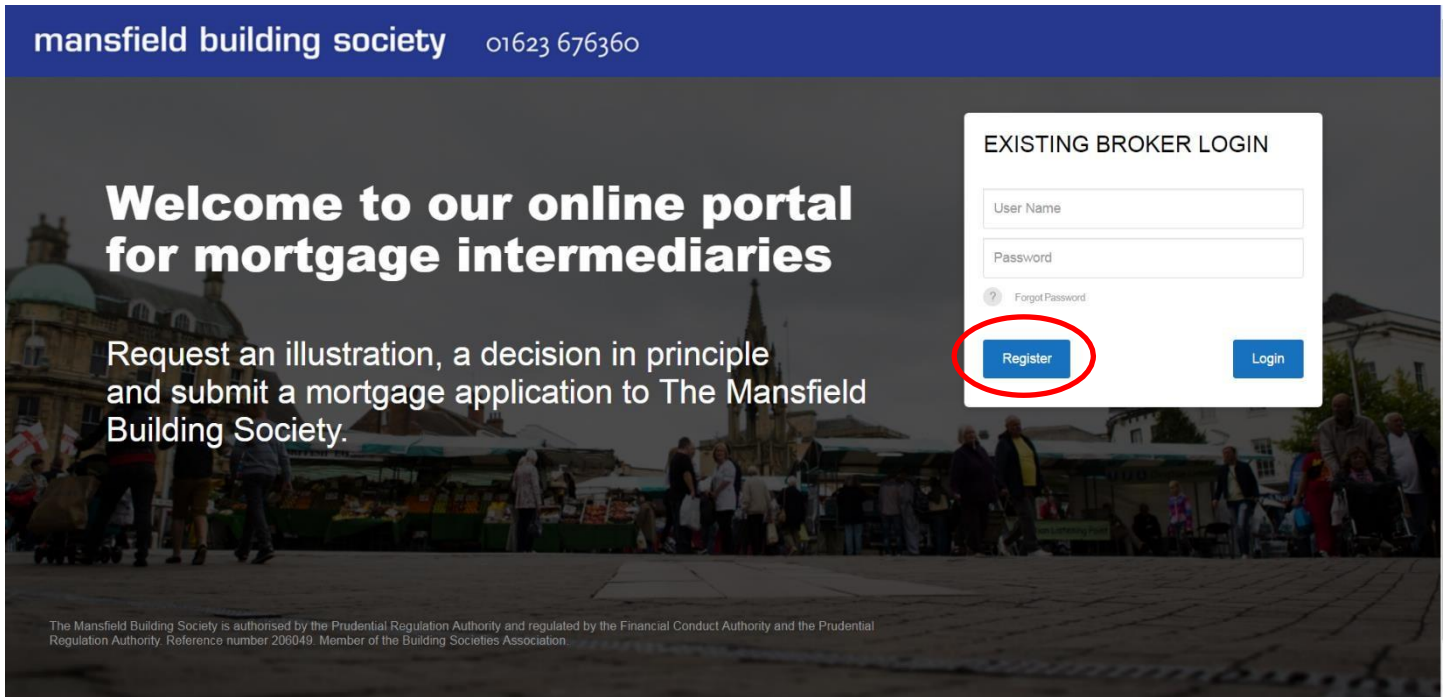 mansfield building society 01623 676360
Welcome to our online portal
for mortgage intermediaries
Request an illustration, a decision in principle
and submit a mortgage application to The Mansfield
Building Society.
EXISTING BROKER LOGIN
User Name
Password
? Forgot Password
Register Login
The Mansfield Building Society is authorised by the Prudential Regulation Authority and regulated by the Financial Conduct Authority and the Prudential
Regulation Authority. Reference number 206049. Member of the Building Societies Association.